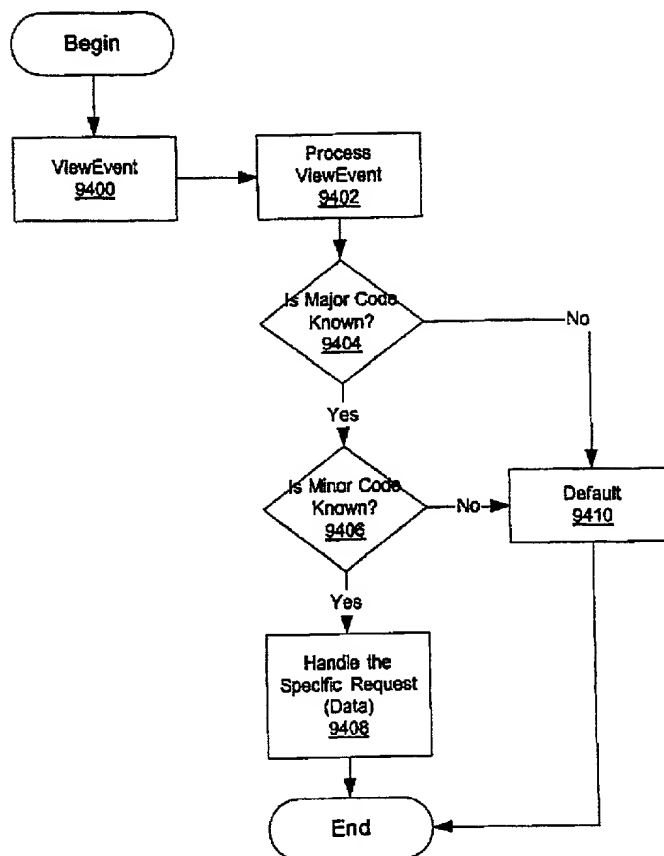 Begin
ViewEvent
9400
Process
ViewEvent
9402
Is Major Code
Known?
9404
No
Yes
Is Minor Code
Known?
9406
No
Default
9410
Yes
Handle the
Specific Request
(Data)
9408
End